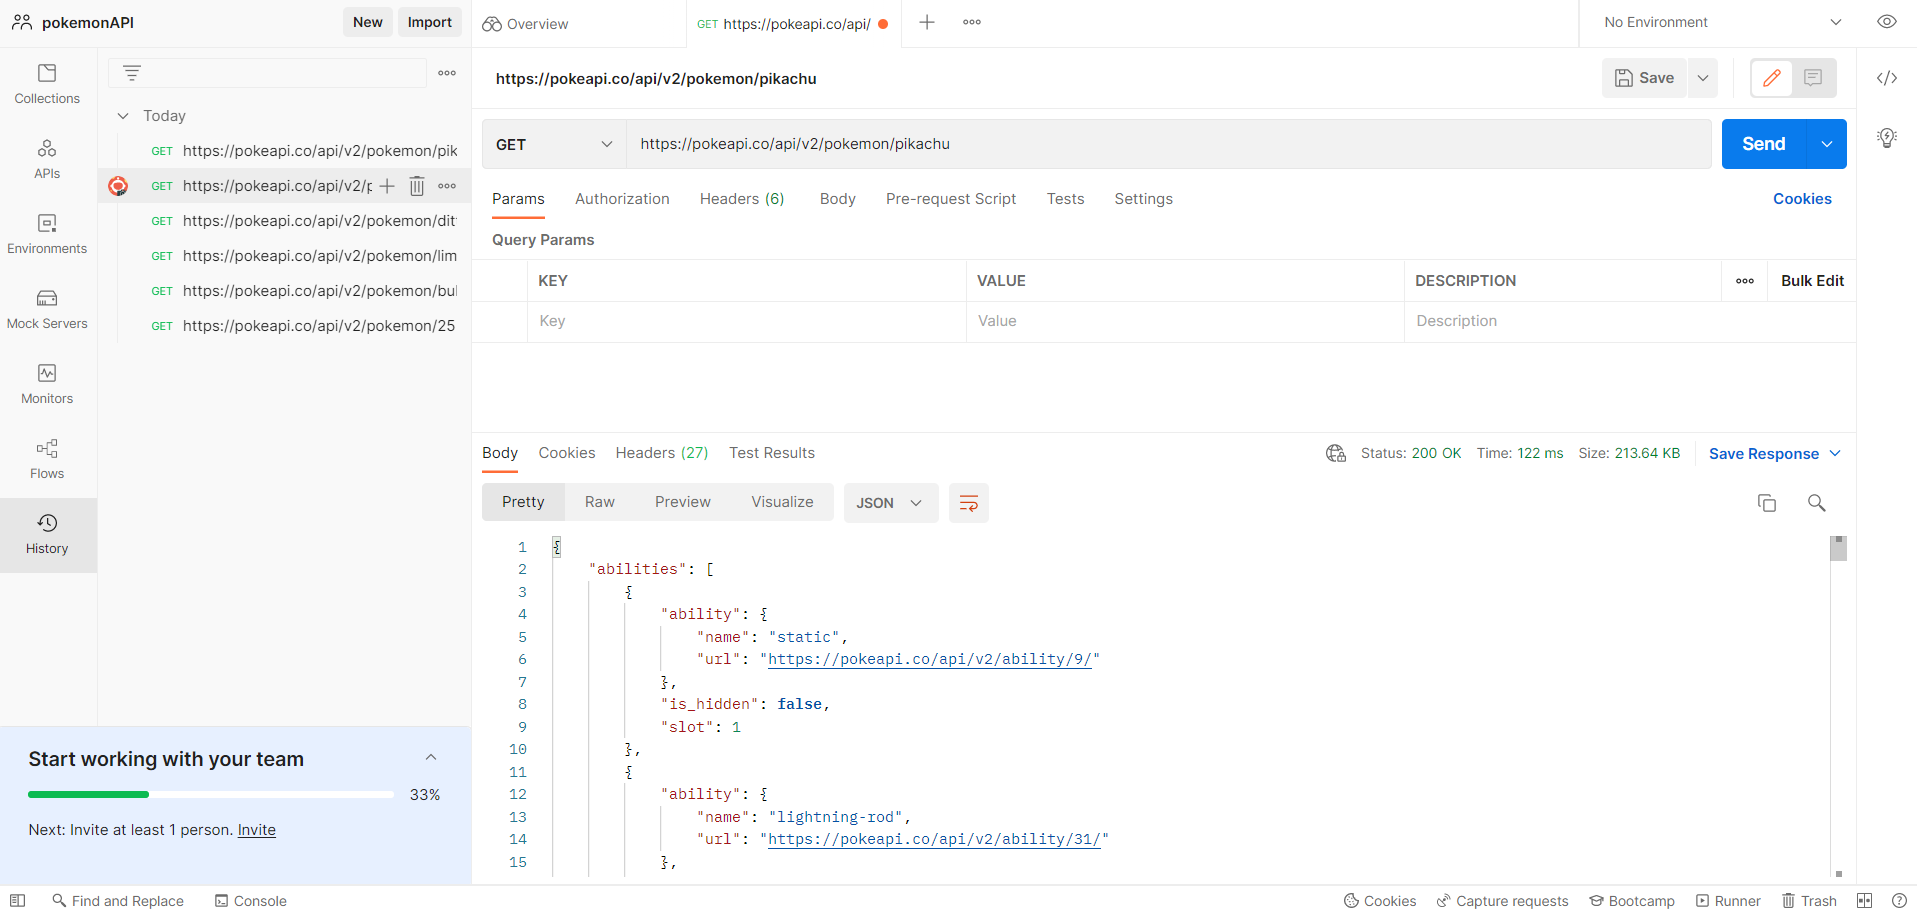 pokemonAPI
New
Import
Overview
GET https://pokeapi.co/api/
No Environment
Collections
APIs
Environments
Mock Servers
Monitors
Flows
History
Today
GET https://pokeapi.co/api/v2/pokemon/pik
GET https://pokeapi.co/api/v2/p
GET https://pokeapi.co/api/v2/pokemon/dit
GET https://pokeapi.co/api/v2/pokemon/lim
GET https://pokeapi.co/api/v2/pokemon/bul
GET https://pokeapi.co/api/v2/pokemon/25
Start working with your team
33%
Next: Invite at least 1 person. Invite
https://pokeapi.co/api/v2/pokemon/pikachu
Save
GET
https://pokeapi.co/api/v2/pokemon/pikachu
Send
Params Authorization Headers (6) Body Pre-request Script Tests Settings
Cookies
Query Params
KEY VALUE DESCRIPTION
Bulk Edit
Key Value Description
Body Cookies Headers (27) Test Results
Status: 200 OK Time: 122 ms Size: 213.64 KB
Save Response
Pretty Raw Preview Visualize
JSON
1 {
2 "abilities": [
3 {
4 "ability": {
5 "name": "static",
6 "url": "https://pokeapi.co/api/v2/ability/9/"
7 },
8 "is_hidden": false,
9 "slot": 1
10 },
11 {
12 "ability": {
13 "name": "lightning-rod",
14 "url": "https://pokeapi.co/api/v2/ability/31/"
15 },
Find and Replace
Console
Cookies
Capture requests
Bootcamp
Runner
Trash